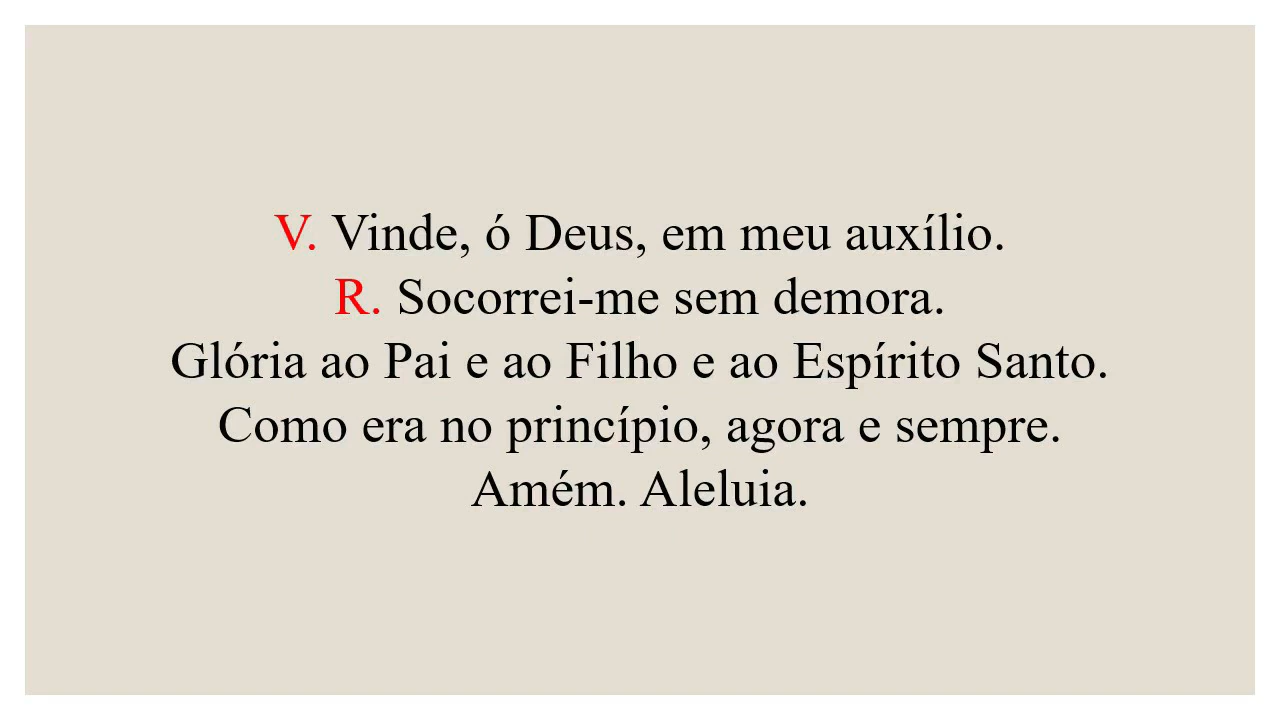 V. Vinde, ó Deus, em meu auxílio.
R. Socorrei-me sem demora.
Glória ao Pai e ao Filho e ao Espírito Santo.
Como era no princípio, agora e sempre.
Amém. Aleluia.